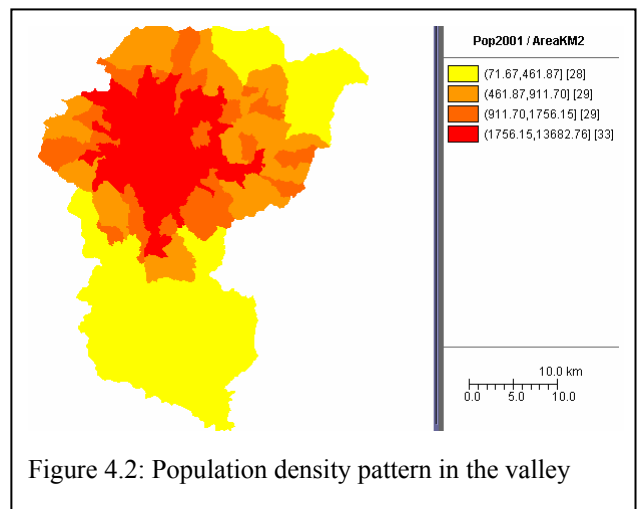 Pop2001 / AreaKM2
(71.67,461.87] [28]
(461.87,911.70] [29]
(911.70,1756.15] [29]
(1756.15,13682.76] [33]
10.0 km
0.0 5.0 10.0
Figure 4.2: Population density pattern in the valley